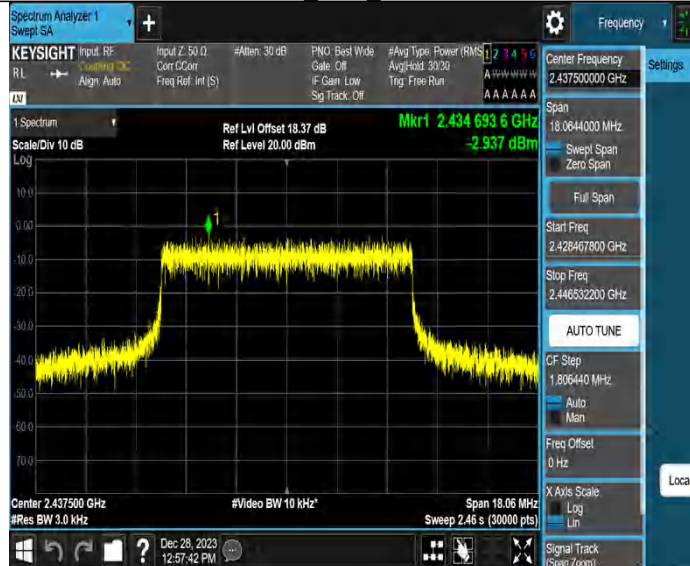 Spectrum Analyzer 1
Swept SA
+
Frequency
KEYSIGHT
RL
LXI
Input: RF
Coupling: DC
Align: Auto
Input Z: 50 Ω
Corr CCorr
Freq Ref: Int (S)
#Atten: 30 dB
PNO: Best Wide
Gate: Off
IF Gain: Low
Sig Track: Off
#Avg Type: Power (RMS
Avg|Hold: 30/30
Trig: Free Run
1 2 3 4 5 6
A W W W W W
A A A A A A
Center Frequency
2.437500000 GHz
Settings
Span
18.0644000 MHz
Swept Span
Zero Span
Full Span
Start Freq
2.428467800 GHz
Stop Freq
2.446532200 GHz
AUTO TUNE
CF Step
1.806440 MHz
Auto
Man
Freq Offset
0 Hz
Loca
X Axis Scale
Log
Lin
Signal Track
(Span Zoom)
1 Spectrum
Scale/Div 10 dB
Ref Lvl Offset 18.37 dB
Ref Level 20.00 dBm
Mkr1 2.434 693 6 GHz
-2.937 dBm
Log
10.0
0.00
-10.0
-20.0
-30.0
-40.0
-50.0
-60.0
-70.0
1
Center 2.437500 GHz
#Res BW 3.0 kHz
#Video BW 10 kHz*
Span 18.06 MHz
Sweep 2.46 s (30000 pts)
?
Dec 28, 2023
12:57:42 PM